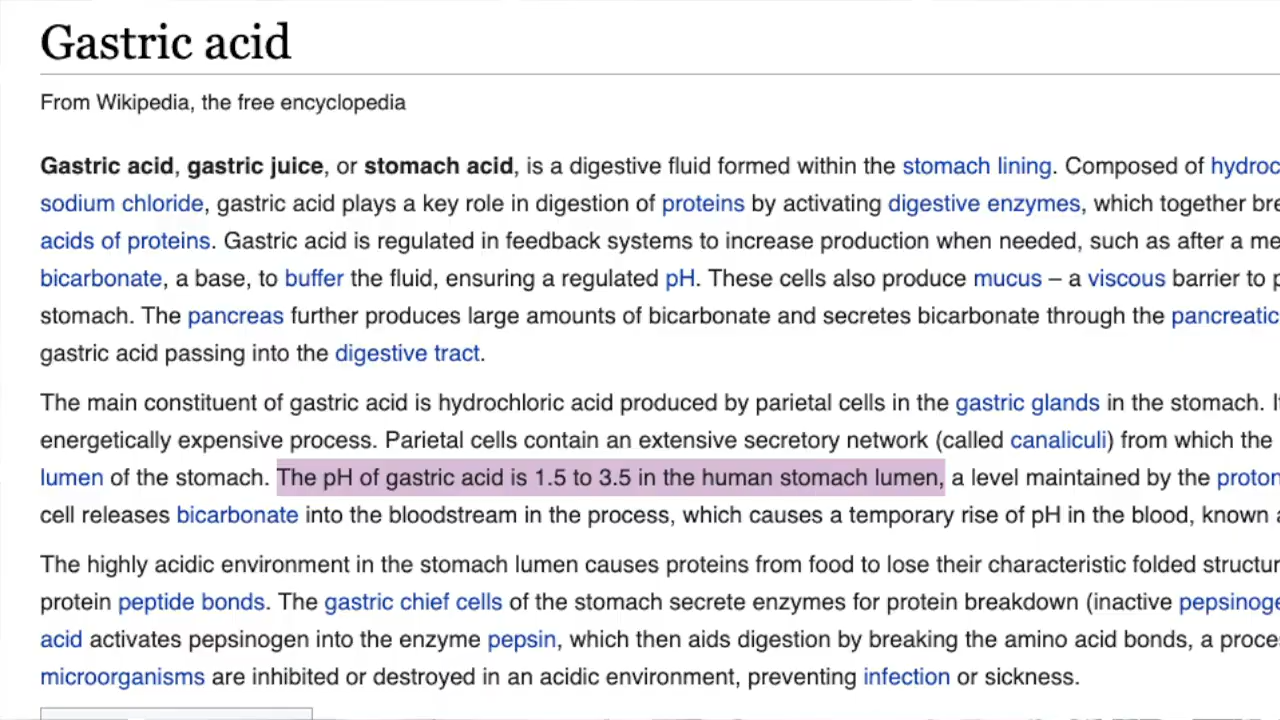 Gastric acid
From Wikipedia, the free encyclopedia
Gastric acid, gastric juice, or stomach acid, is a digestive fluid formed within the stomach lining. Composed of hydroc
sodium chloride, gastric acid plays a key role in digestion of proteins by activating digestive enzymes, which together bre
acids of proteins. Gastric acid is regulated in feedback systems to increase production when needed, such as after a me
bicarbonate, a base, to buffer the fluid, ensuring a regulated pH. These cells also produce mucus – a viscous barrier to p
stomach. The pancreas further produces large amounts of bicarbonate and secretes bicarbonate through the pancreatic
gastric acid passing into the digestive tract.
The main constituent of gastric acid is hydrochloric acid produced by parietal cells in the gastric glands in the stomach. I
energetically expensive process. Parietal cells contain an extensive secretory network (called canaliculi) from which the
lumen of the stomach. The pH of gastric acid is 1.5 to 3.5 in the human stomach lumen, a level maintained by the proton
cell releases bicarbonate into the bloodstream in the process, which causes a temporary rise of pH in the blood, known a
The highly acidic environment in the stomach lumen causes proteins from food to lose their characteristic folded structur
protein peptide bonds. The gastric chief cells of the stomach secrete enzymes for protein breakdown (inactive pepsinoge
acid activates pepsinogen into the enzyme pepsin, which then aids digestion by breaking the amino acid bonds, a proce
microorganisms are inhibited or destroyed in an acidic environment, preventing infection or sickness.